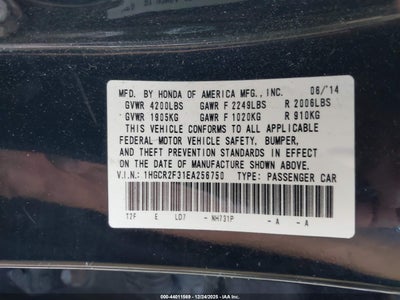 MFD. BY HONDA OF AMERICA MFG., INC. 06/14
GVWR 4200LBS GAWR F 2249LBS R 2006LBS
GVWR 1905KG GAWR F 1020KG R 910KG
THIS VEHICLE CONFORMS TO ALL APPLICABLE
FEDERAL MOTOR VEHICLE SAFETY, BUMPER,
AND THEFT PREVENTION STANDARDS IN EFFECT
ON THE DATE OF MANUFACTURE SHOWN ABOVE.
V.I.N. 1HGCR2F31EA256750 TYPE: PASSENGER CAR
T2F E LD7 - NH731P - A - A
© 000-44011569 | 12/24/2025 - IAA Holdings, LLC